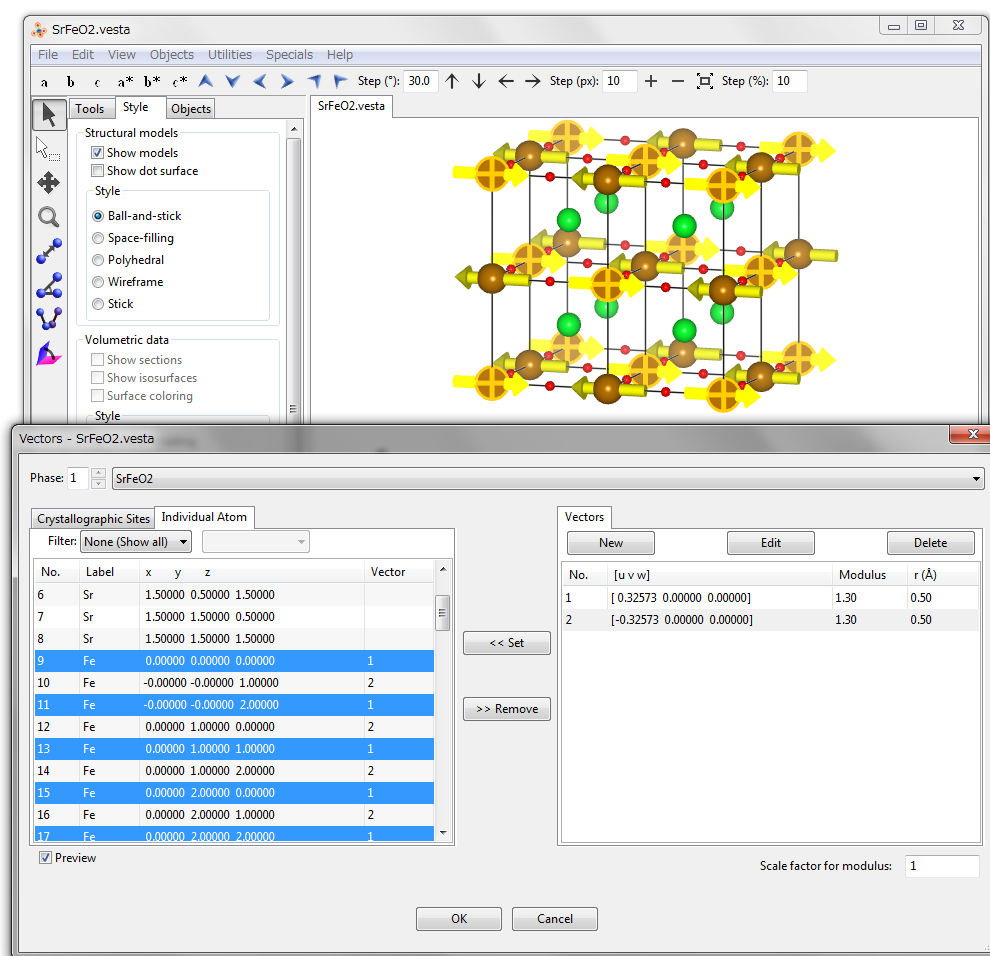 SrFeO2.vesta
File Edit View Objects Utilities Specials Help
a b c a* b* c* Step (°): 30.0 Step (px): 10 Step (%): 10
Tools Style Objects
SrFeO2.vesta
Structural models
Show models
Show dot surface
Style
Ball-and-stick
Space-filling
Polyhedral
Wireframe
Stick
Volumetric data
Show sections
Show isosurfaces
Surface coloring
Style
Vectors - SrFeO2.vesta
Phase: 1 SrFeO2
Crystallographic Sites Individual Atom
Filter: None (Show all)
No. Label x y z Vector
6 Sr 1.50000 0.50000 1.50000
7 Sr 1.50000 1.50000 0.50000
8 Sr 1.50000 1.50000 1.50000
9 Fe 0.00000 0.00000 0.00000 1
10 Fe -0.00000 -0.00000 1.00000 2
11 Fe -0.00000 -0.00000 2.00000 1
12 Fe 0.00000 1.00000 0.00000 2
13 Fe 0.00000 1.00000 1.00000 1
14 Fe 0.00000 1.00000 2.00000 2
15 Fe 0.00000 2.00000 0.00000 1
16 Fe 0.00000 2.00000 1.00000 2
17 Fe 0.00000 2.00000 2.00000 1
Preview
<< Set
>> Remove
Vectors
New Edit Delete
No. [u v w] Modulus r (Å)
1 [ 0.32573 0.00000 0.00000] 1.30 0.50
2 [-0.32573 0.00000 0.00000] 1.30 0.50
Scale factor for modulus: 1
OK Cancel